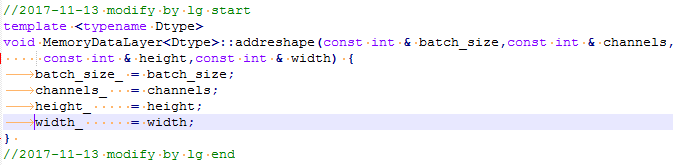 //2017-11-13 modify by lg start
template <typename Dtype>
void MemoryDataLayer<Dtype>::addreshape(const int & batch_size,const int & channels,
const int & height,const int & width) {
batch_size_ = batch_size;
channels_ = channels;
height_ = height;
width_ = width;
}
//2017-11-13 modify by lg end